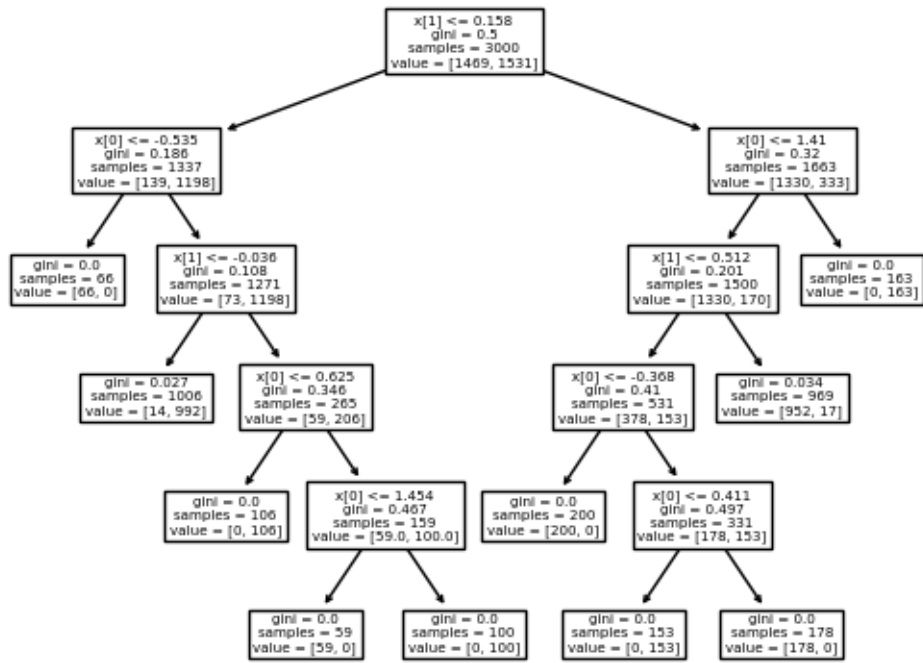 x[1] <= 0.158
gini = 0.5
samples = 3000
value = [1469, 1531]
x[0] <= -0.535
gini = 0.186
samples = 1337
value = [139, 1198]
x[0] <= 1.41
gini = 0.32
samples = 1663
value = [1330, 333]
gini = 0.0
samples = 66
value = [66, 0]
x[1] <= -0.036
gini = 0.108
samples = 1271
value = [73, 1198]
x[1] <= 0.512
gini = 0.201
samples = 1500
value = [1330, 170]
gini = 0.0
samples = 163
value = [0, 163]
gini = 0.027
samples = 1006
value = [14, 992]
x[0] <= 0.625
gini = 0.346
samples = 265
value = [59, 206]
x[0] <= -0.368
gini = 0.41
samples = 531
value = [378, 153]
gini = 0.034
samples = 969
value = [952, 17]
gini = 0.0
samples = 106
value = [0, 106]
x[0] <= 1.454
gini = 0.467
samples = 159
value = [59.0, 100.0]
gini = 0.0
samples = 200
value = [200, 0]
x[0] <= 0.411
gini = 0.497
samples = 331
value = [178, 153]
gini = 0.0
samples = 59
value = [59, 0]
gini = 0.0
samples = 100
value = [0, 100]
gini = 0.0
samples = 153
value = [0, 153]
gini = 0.0
samples = 178
value = [178, 0]